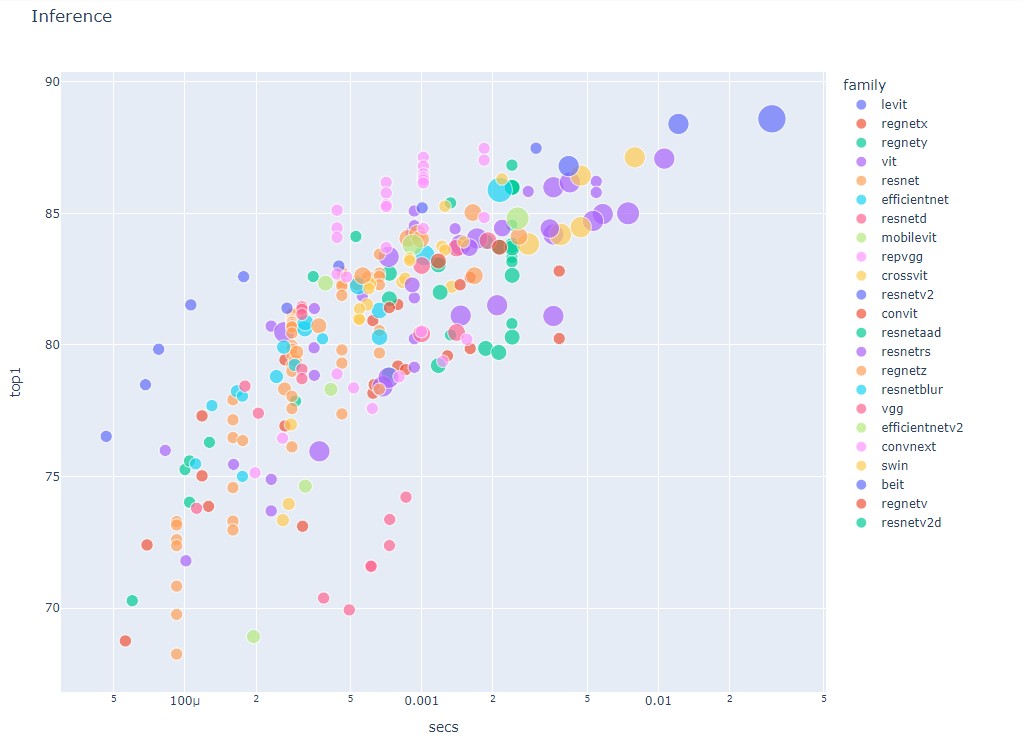 Inference
90
85
80
75
70
top1
5
100μ
2
5
0.001
2
5
0.01
2
5
secs
family
levit
regnetx
regnety
vit
resnet
efficientnet
resnetd
mobilevit
repvgg
crossvit
resnetv2
convit
resnetaad
resnetrs
regnetz
resnetblur
vgg
efficientnetv2
convnext
swin
beit
regnetv
resnetv2d